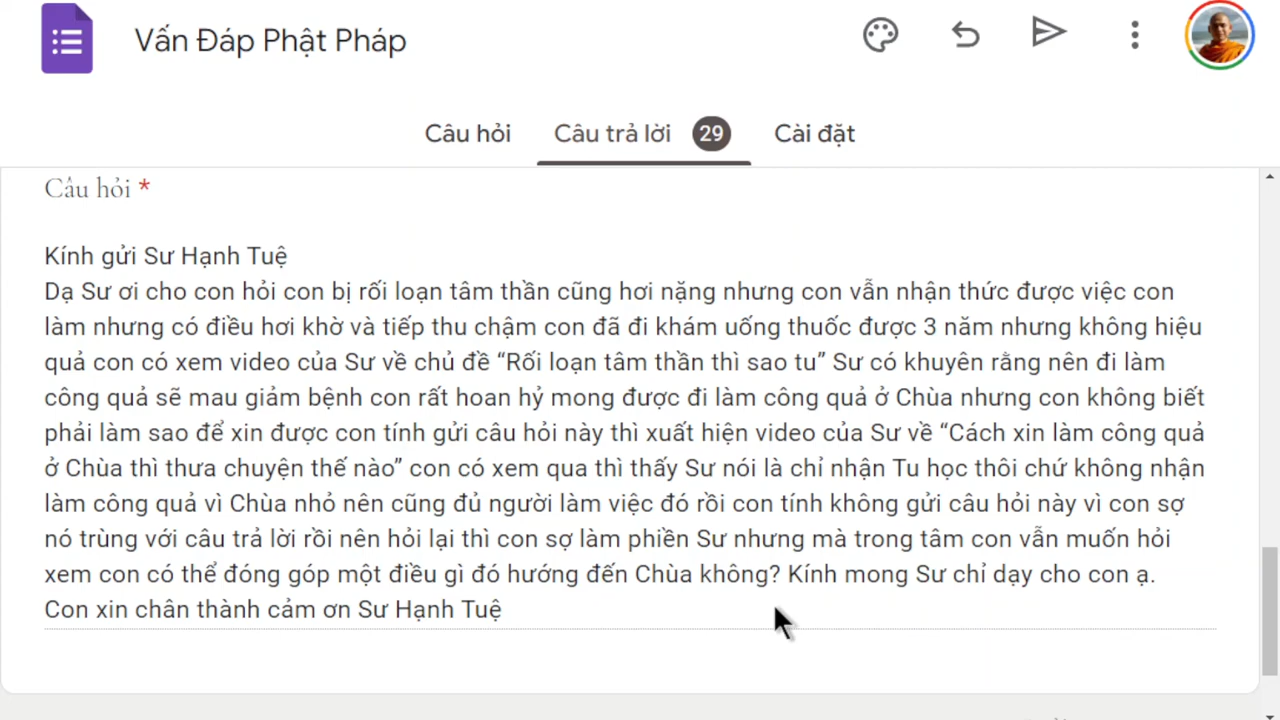 Vấn Đáp Phật Pháp
Câu hỏi
Câu trả lời 29
Cài đặt
Câu hỏi *
Kính gửi Sư Hạnh Tuệ
Dạ Sư ơi cho con hỏi con bị rối loạn tâm thần cũng hơi nặng nhưng con vẫn nhận thức được việc con
làm nhưng có điều hơi khờ và tiếp thu chậm con đã đi khám uống thuốc được 3 năm nhưng không hiệu
quả con có xem video của Sư về chủ đề “Rối loạn tâm thần thì sao tu” Sư có khuyên rằng nên đi làm
công quả sẽ mau giảm bệnh con rất hoan hỷ mong được đi làm công quả ở Chùa nhưng con không biết
phải làm sao để xin được con tính gửi câu hỏi này thì xuất hiện video của Sư về “Cách xin làm công quả
ở Chùa thì thưa chuyện thế nào” con có xem qua thì thấy Sư nói là chỉ nhận Tu học thôi chứ không nhận
làm công quả vì Chùa nhỏ nên cũng đủ người làm việc đó rồi con tính không gửi câu hỏi này vì con sợ
nó trùng với câu trả lời rồi nên hỏi lại thì con sợ làm phiền Sư nhưng mà trong tâm con vẫn muốn hỏi
xem con có thể đóng góp một điều gì đó hướng đến Chùa không? Kính mong Sư chỉ dạy cho con ạ.
Con xin chân thành cảm ơn Sư Hạnh Tuệ